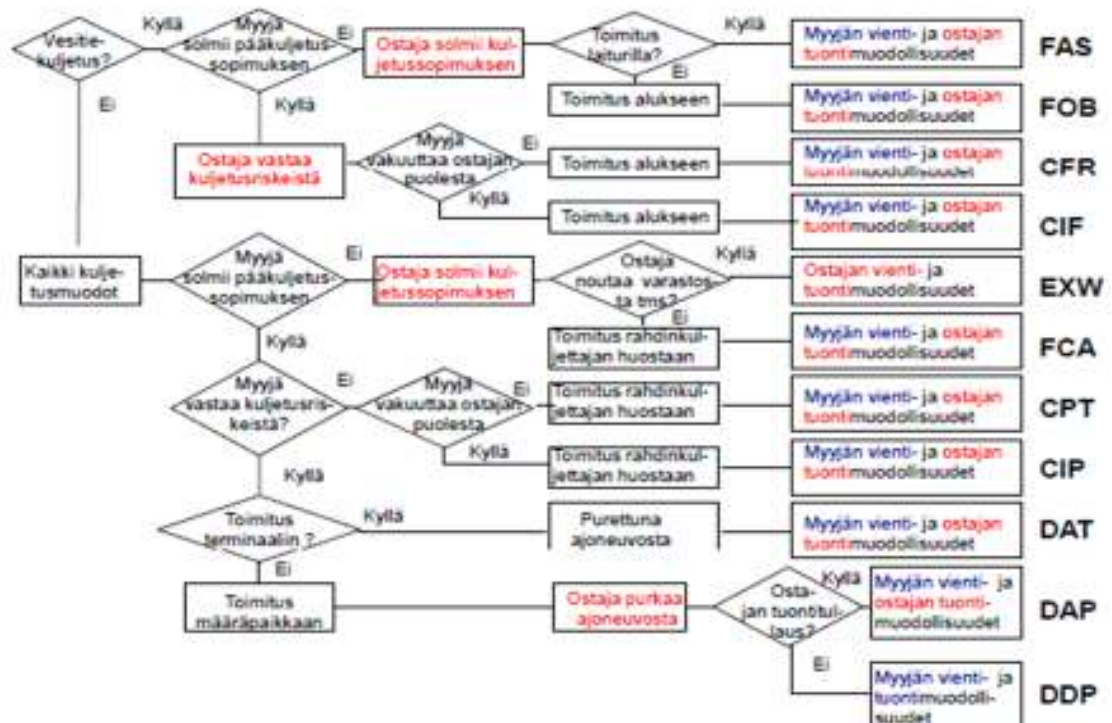 Vesitie-
kuljetus?
Kyllä
Ei
Myyjä
solmii pääkuljetus-
sopimuksen
Ei
Kyllä
Ostaja solmii kul-
jetussopimuksen
Toimitus
laiturilla?
Kyllä
Ei
Myyjän vienti- ja ostajan
tuontimuodollisuudet
FAS
Toimitus alukseen
Myyjän vienti- ja ostajan
tuontimuodollisuudet
FOB
Ostaja vastaa
kuljetusriskeistä
Myyjä
vakuuttaa ostajan
puolesta
Ei
Kyllä
Toimitus alukseen
Myyjän vienti- ja ostajan
tuontimuodollisuudet
CFR
Toimitus alukseen
Myyjän vienti- ja ostajan
tuontimuodollisuudet
CIF
Kaikki kulje-
tusmuodot
Myyjä
solmii pääkuljetus-
sopimuksen
Ei
Kyllä
Ostaja solmii kul-
jetussopimuksen
Ostaja
noutaa varastos-
ta tms?
Kyllä
Ei
Ostajan vienti- ja
tuontimuodollisuudet
EXW
Toimitus rahdinkul-
jettajan huostaan
Myyjän vienti- ja ostajan
tuontimuodollisuudet
FCA
Myyjä
vastaa kuljetusris-
keistä?
Ei
Kyllä
Myyjä
vakuuttaa ostajan
puolesta
Ei
Kyllä
Toimitus rahdinkul-
jettajan huostaan
Myyjän vienti- ja ostajan
tuontimuodollisuudet
CPT
Toimitus rahdinkul-
jettajan huostaan
Myyjän vienti- ja ostajan
tuontimuodollisuudet
CIP
Toimitus
terminaaliin ?
Kyllä
Ei
Purettuna
ajoneuvosta
Myyjän vienti- ja ostajan
tuontimuodollisuudet
DAT
Toimitus
määräpaikkaan
Ostaja purkaa
ajoneuvosta
Osta-
jan tuontitul-
laus?
Kyllä
Ei
Myyjän vienti- ja
ostajan tuonti-
muodollisuudet
DAP
Myyjän vienti- ja
tuontimuodolli-
suudet
DDP